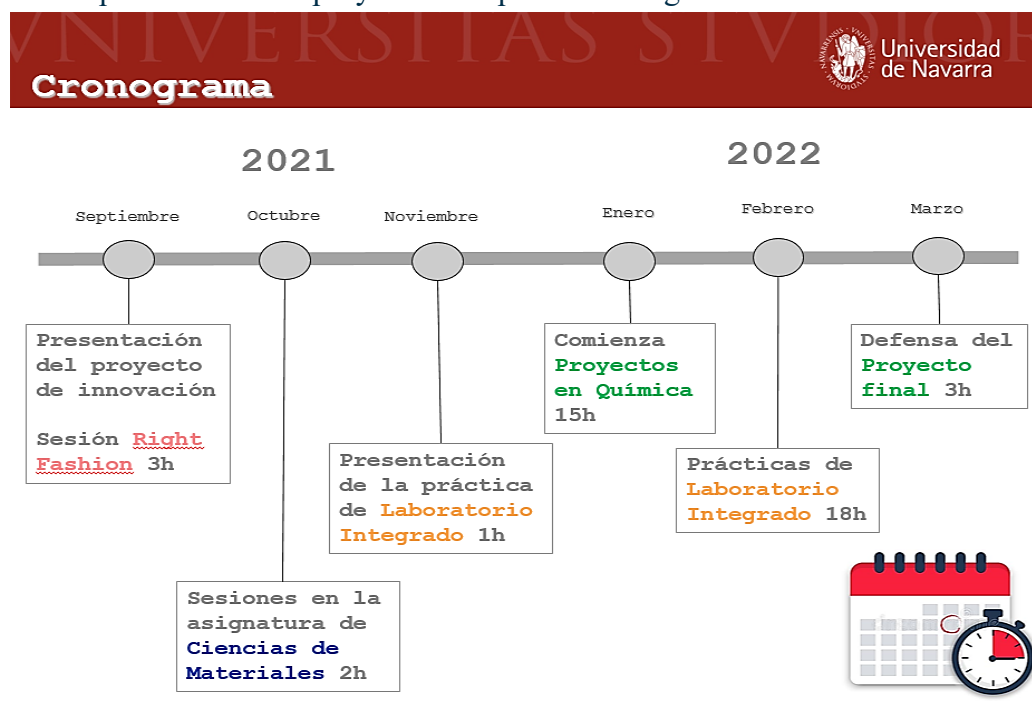 VNIVERSITAS STVDIOR
Universidad
de Navarra
Cronograma
2021
2022
Septiembre
Octubre
Noviembre
Enero
Febrero
Marzo
Presentación
del proyecto
de innovación
Sesión Right
Fashion 3h
Sesiones en la
asignatura de
Ciencias de
Materiales 2h
Presentación
de la práctica
de Laboratorio
Integrado 1h
Comienza
Proyectos
en Química
15h
Prácticas de
Laboratorio
Integrado 18h
Defensa del
Proyecto
final 3h